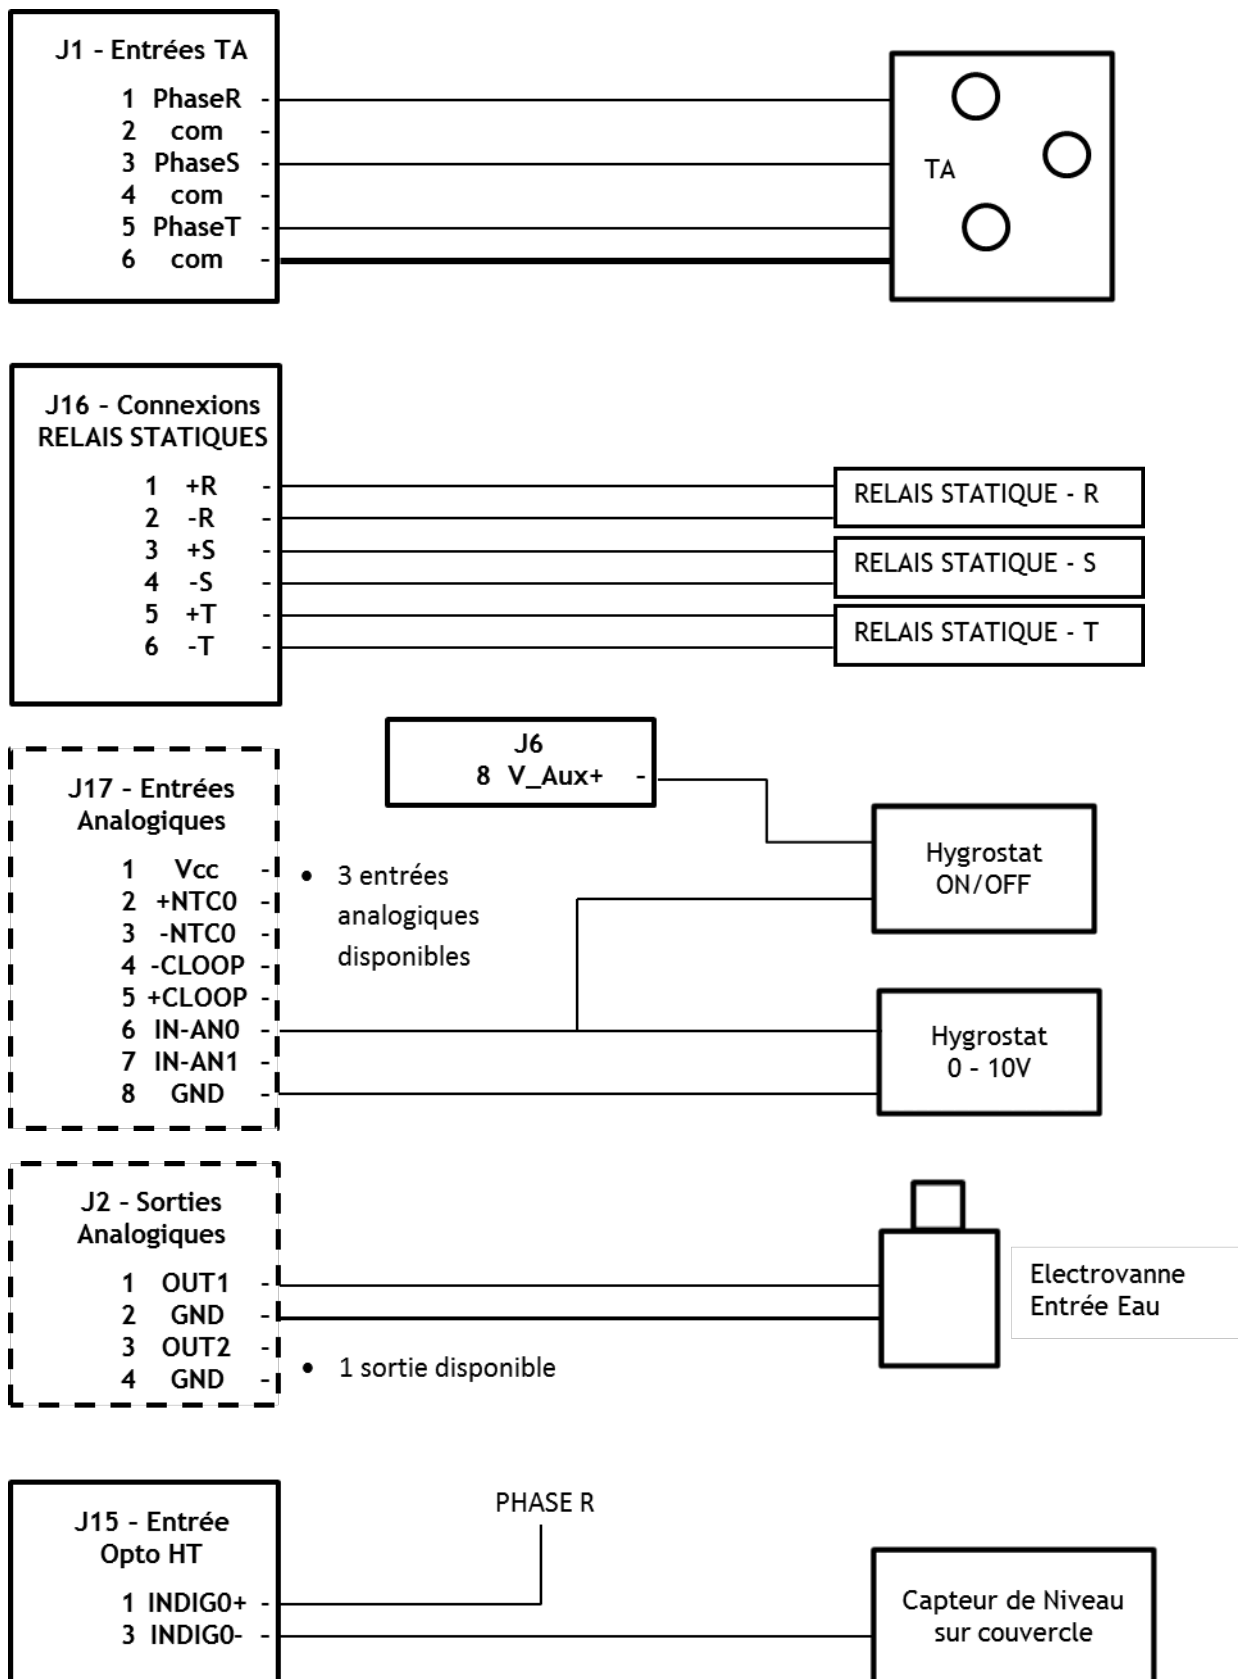 J1 – Entrées TA
1 PhaseR -
2 com -
3 PhaseS -
4 com -
5 PhaseT -
6 com -
TA
J16 – Connexions
RELAIS STATIQUES
1 +R -
2 -R -
3 +S -
4 -S -
5 +T -
6 -T -
RELAIS STATIQUE - R
RELAIS STATIQUE - S
RELAIS STATIQUE - T
J17 – Entrées
Analogiques
1 Vcc -
2 +NTC0 -
3 -NTC0 -
4 -CLOOP -
5 +CLOOP -
6 IN-AN0 -
7 IN-AN1 -
8 GND -
• 3 entrées
analogiques
disponibles
J6
8 V_Aux+ -
Hygrostat
ON/OFF
Hygrostat
0 – 10V
J2 – Sorties
Analogiques
1 OUT1 -
2 GND -
3 OUT2 -
4 GND -
• 1 sortie disponible
Electrovanne
Entrée Eau
J15 – Entrée
Opto HT
1 INDIG0+ -
3 INDIG0- -
PHASE R
Capteur de Niveau
sur couvercle